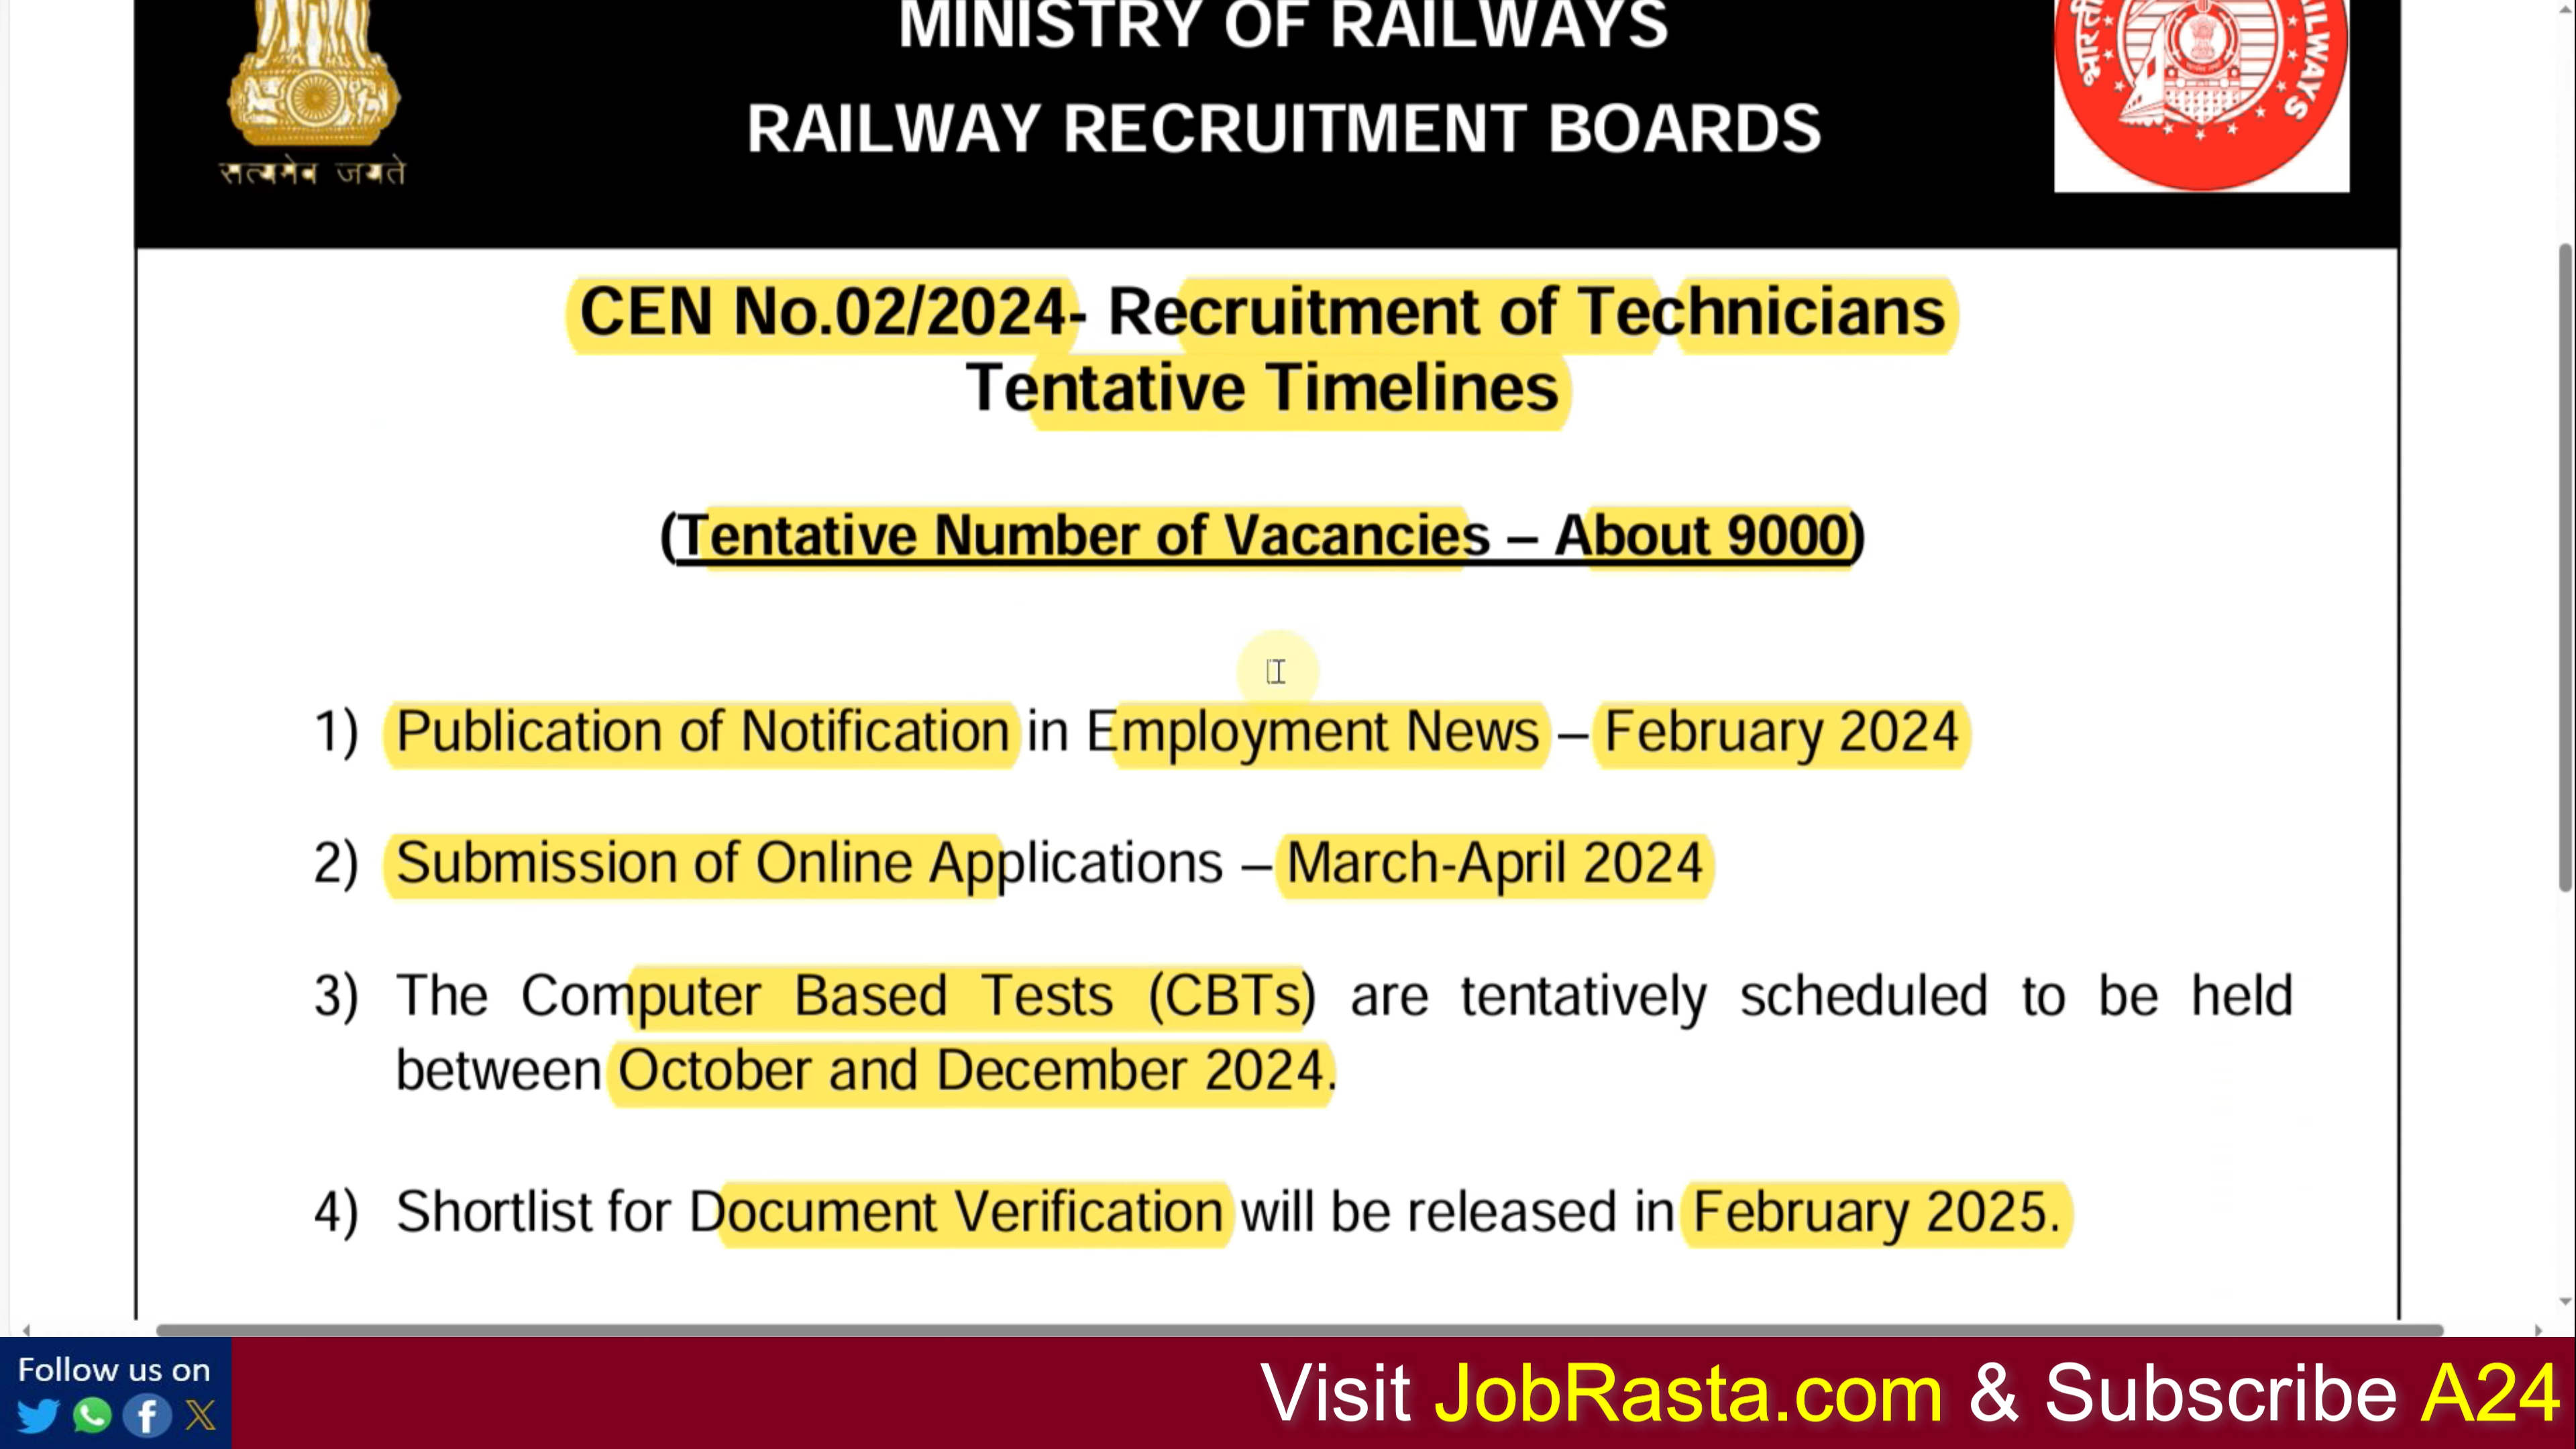 MINISTRY OF RAILWAYS
RAILWAY RECRUITMENT BOARDS
सत्यमेव जयते
RAILWAYS
CEN No.02/2024- Recruitment of Technicians
Tentative Timelines
(Tentative Number of Vacancies – About 9000)
1) Publication of Notification in Employment News – February 2024
2) Submission of Online Applications – March-April 2024
3) The Computer Based Tests (CBTs) are tentatively scheduled to be held
between October and December 2024.
4) Shortlist for Document Verification will be released in February 2025.
Follow us on
Visit JobRasta.com & Subscribe A24